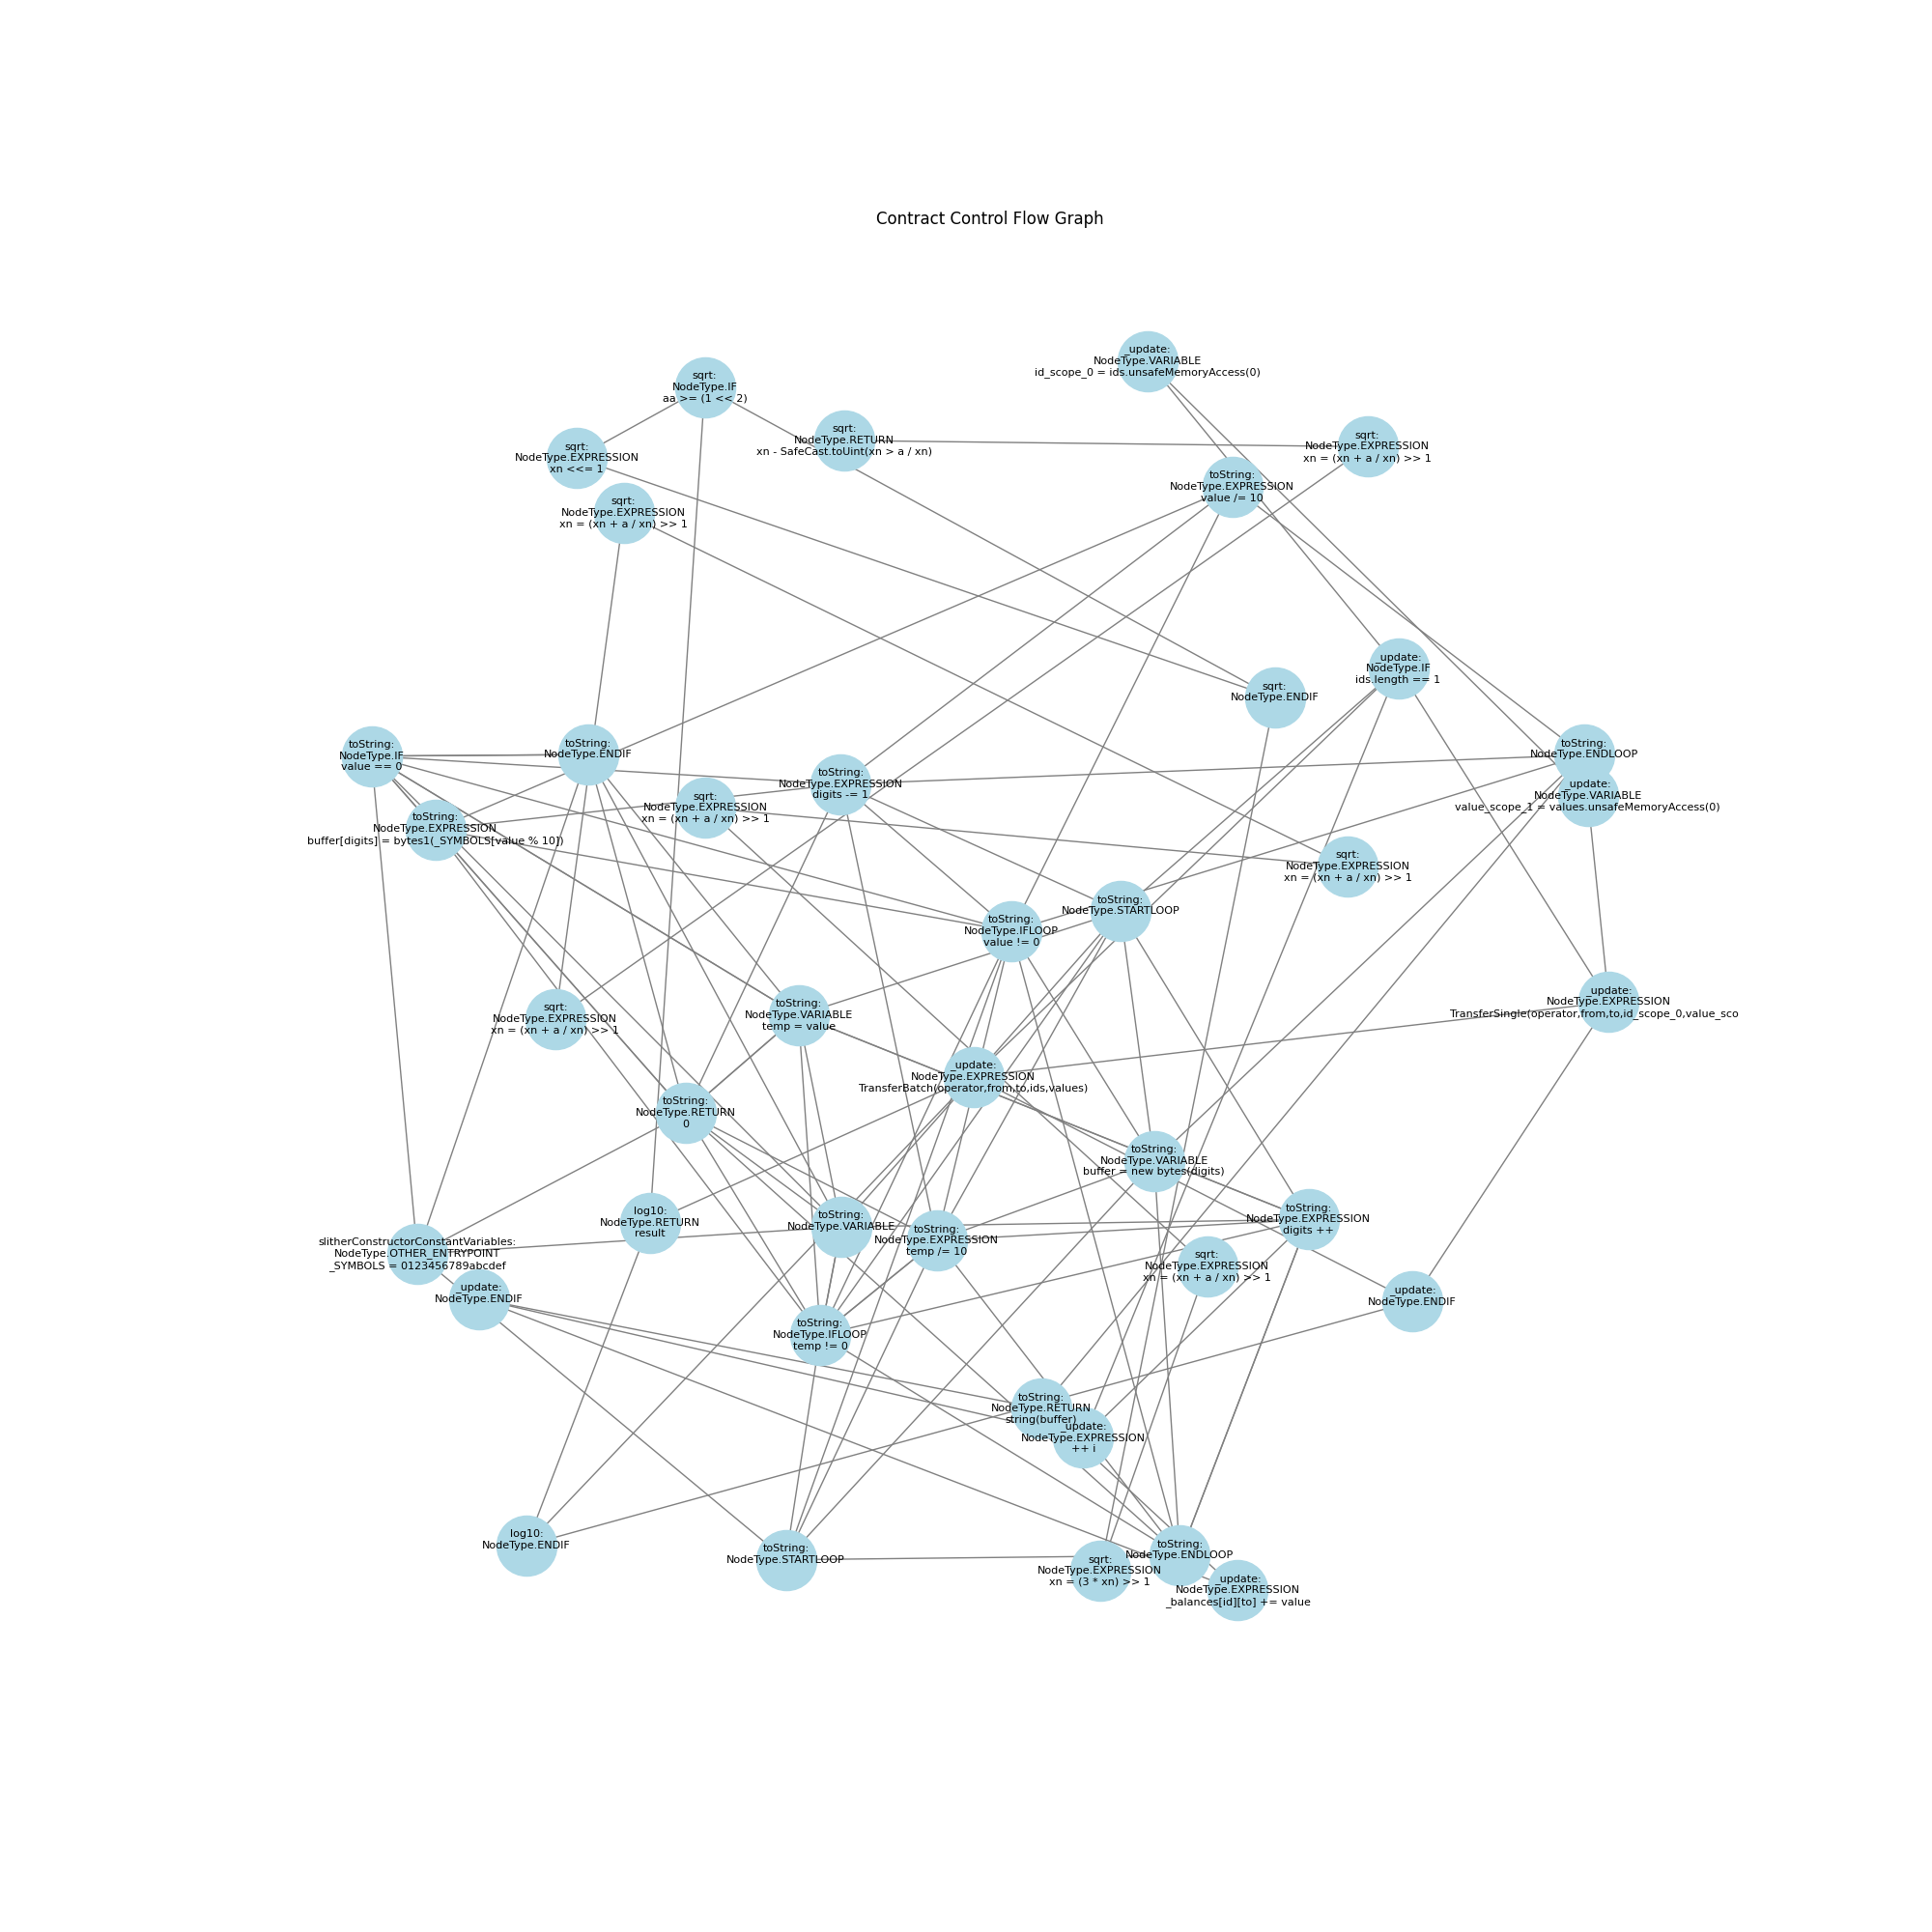 Contract Control Flow Graph
_update:
NodeType.VARIABLE
id_scope_0 = ids.unsafeMemoryAccess(0)
sqrt:
NodeType.IF
aa >= (1 << 2)
sqrt:
NodeType.RETURN
xn - SafeCast.toUint(xn > a / xn)
sqrt:
NodeType.EXPRESSION
xn = (xn + a / xn) >> 1
sqrt:
NodeType.EXPRESSION
xn <<= 1
toString:
NodeType.EXPRESSION
value /= 10
sqrt:
NodeType.EXPRESSION
xn = (xn + a / xn) >> 1
_update:
NodeType.IF
ids.length == 1
sqrt:
NodeType.ENDIF
toString:
NodeType.IF
value == 0
toString:
NodeType.ENDIF
toString:
NodeType.ENDLOOP
toString:
NodeType.EXPRESSION
digits -= 1
_update:
NodeType.VARIABLE
value_scope_1 = values.unsafeMemoryAccess(0)
sqrt:
NodeType.EXPRESSION
xn = (xn + a / xn) >> 1
toString:
NodeType.EXPRESSION
buffer[digits] = bytes1(_SYMBOLS[value % 10])
sqrt:
NodeType.EXPRESSION
xn = (xn + a / xn) >> 1
toString:
NodeType.STARTLOOP
toString:
NodeType.IFLOOP
value != 0
_update:
NodeType.EXPRESSION
TransferSingle(operator,from,to,id_scope_0,value_sco
toString:
NodeType.VARIABLE
temp = value
sqrt:
NodeType.EXPRESSION
xn = (xn + a / xn) >> 1
_update:
NodeType.EXPRESSION
TransferBatch(operator,from,to,ids,values)
toString:
NodeType.RETURN
0
toString:
NodeType.VARIABLE
buffer = new bytes(digits)
toString:
NodeType.EXPRESSION
digits ++
log10:
NodeType.RETURN
result
toString:
NodeType.VARIABLE
toString:
NodeType.EXPRESSION
temp /= 10
slitherConstructorConstantVariables:
NodeType.OTHER_ENTRYPOINT
_SYMBOLS = 0123456789abcdef
sqrt:
NodeType.EXPRESSION
xn = (xn + a / xn) >> 1
_update:
NodeType.ENDIF
_update:
NodeType.ENDIF
toString:
NodeType.IFLOOP
temp != 0
toString:
NodeType.RETURN
string(buffer)
_update:
NodeType.EXPRESSION
++ i
log10:
NodeType.ENDIF
toString:
NodeType.STARTLOOP
toString:
NodeType.ENDLOOP
sqrt:
NodeType.EXPRESSION
xn = (3 * xn) >> 1
_update:
NodeType.EXPRESSION
_balances[id][to] += value